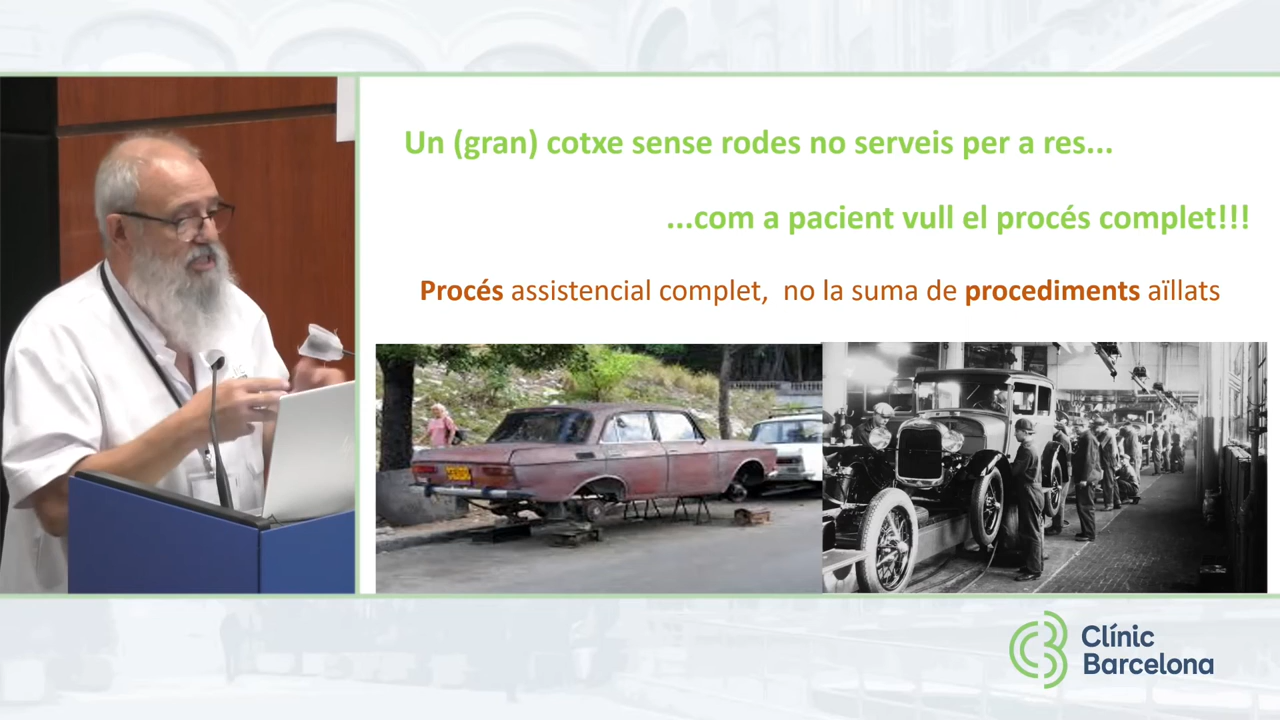 Un (gran) cotxe sense rodes no serveis per a res...
...com a pacient vull el procés complet!!!
Procés assistencial complet, no la suma de procediments aïllats
Clínic
Barcelona